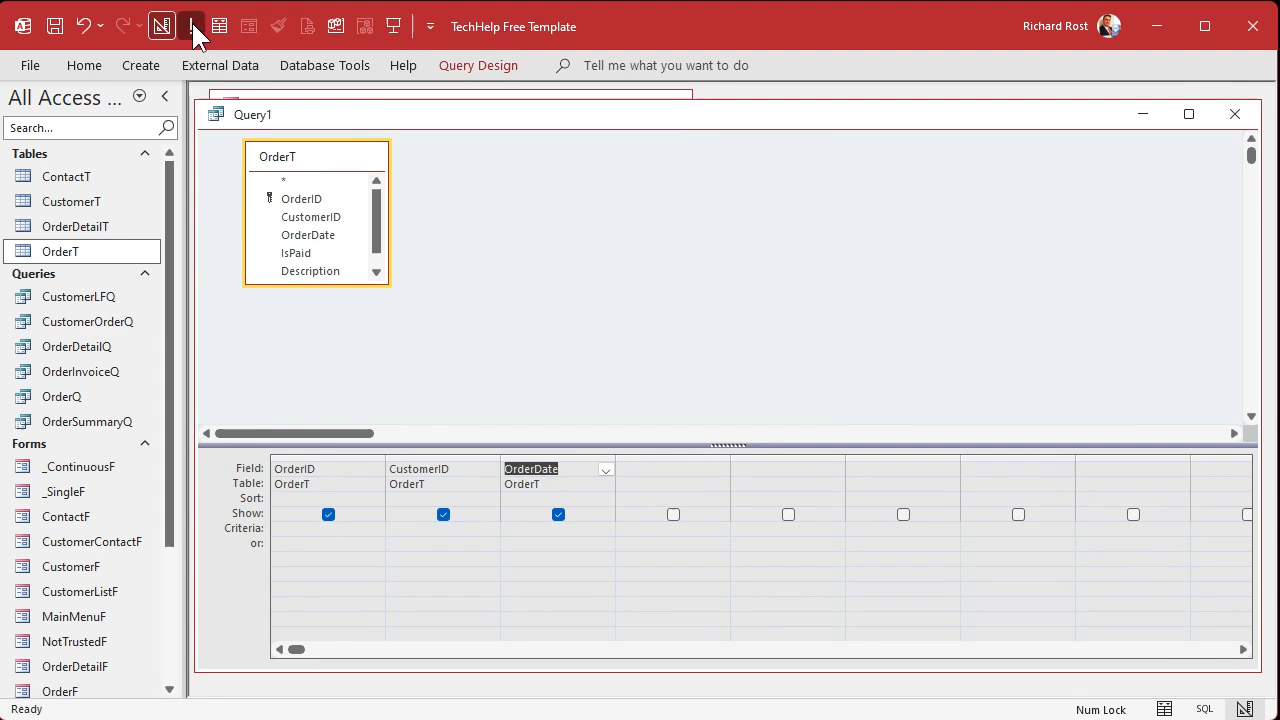 TechHelp Free Template
Richard Rost
File Home Create External Data Database Tools Help Query Design Tell me what you want to do
All Access ...
Search...
Tables
ContactT
CustomerT
OrderDetailT
OrderT
Queries
CustomerLFQ
CustomerOrderQ
OrderDetailQ
OrderInvoiceQ
OrderQ
OrderSummaryQ
Forms
_ContinuousF
_SingleF
ContactF
CustomerContactF
CustomerF
CustomerListF
MainMenuF
NotTrustedF
OrderDetailF
OrderF
Query1
OrderT
*
OrderID
CustomerID
OrderDate
IsPaid
Description
Field: OrderID CustomerID OrderDate
Table: OrderT OrderT OrderT
Sort:
Show:
Criteria:
or:
Ready
Num Lock
SQL